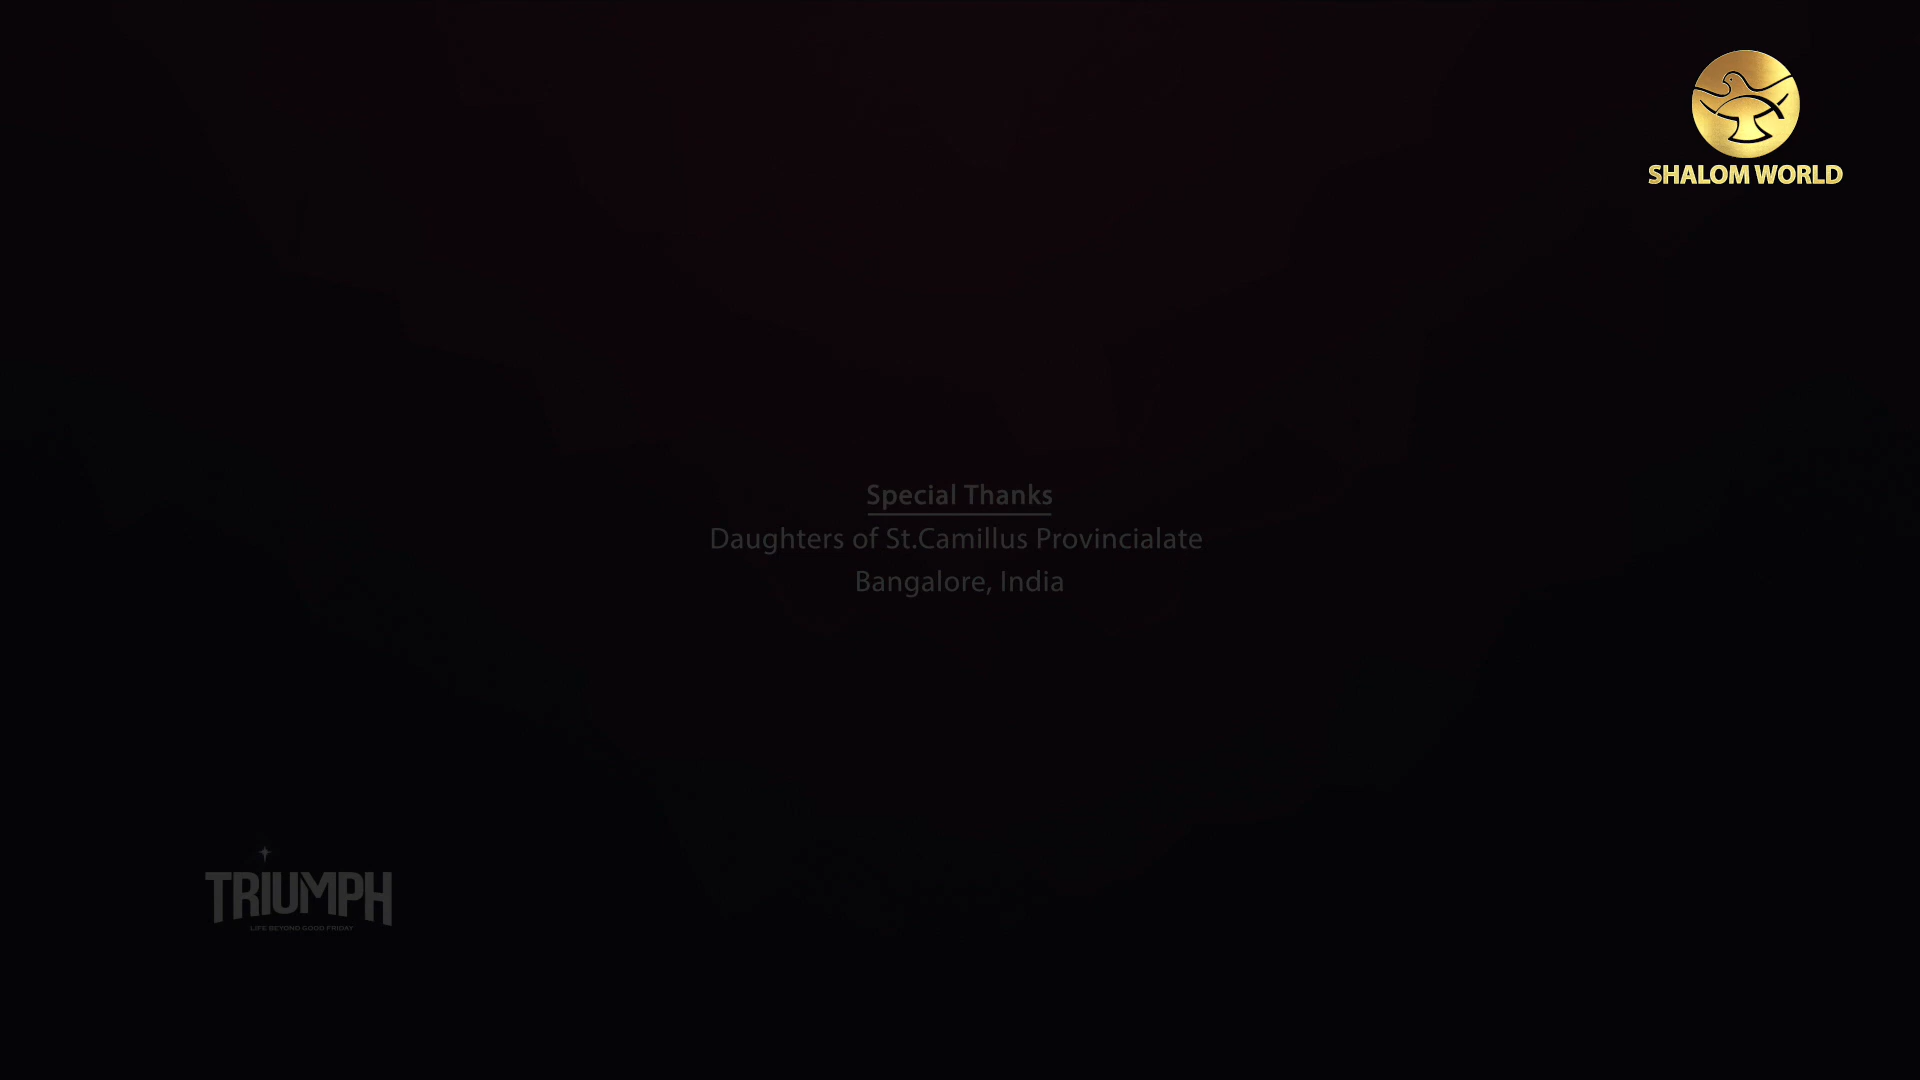 SHALOM WORLD
Special Thanks
Daughters of St.Camillus Provincialate
Bangalore, India
TRIUMPH
LIFE BEYOND GOOD FRIDAY